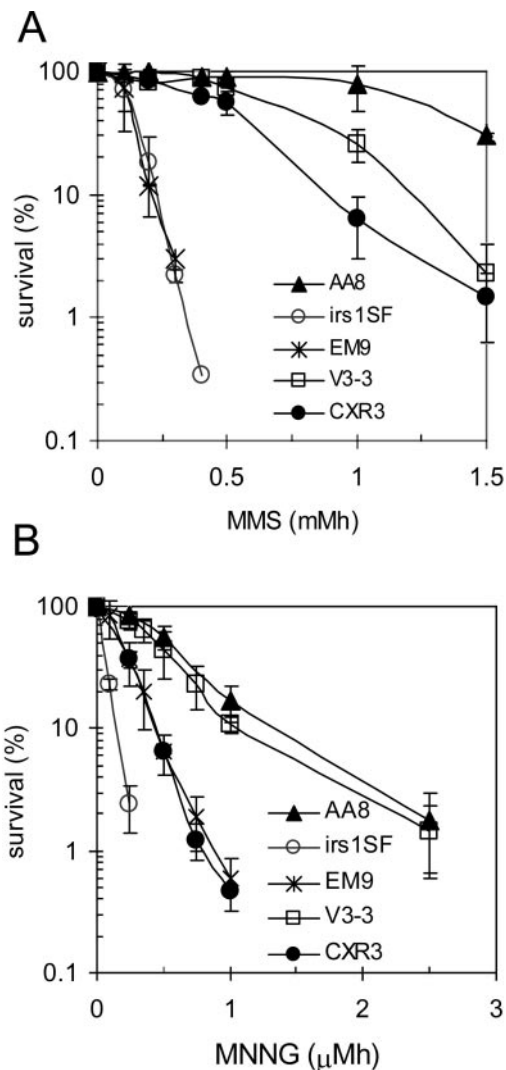 A
survival (%)
100
10
1
0.1
AA8
irs1SF
EM9
V3-3
CXR3
0 0.5 1 1.5
MMS (mMh)
B
survival (%)
100
10
1
0.1
AA8
irs1SF
EM9
V3-3
CXR3
0 1 2 3
MNNG (μMh)